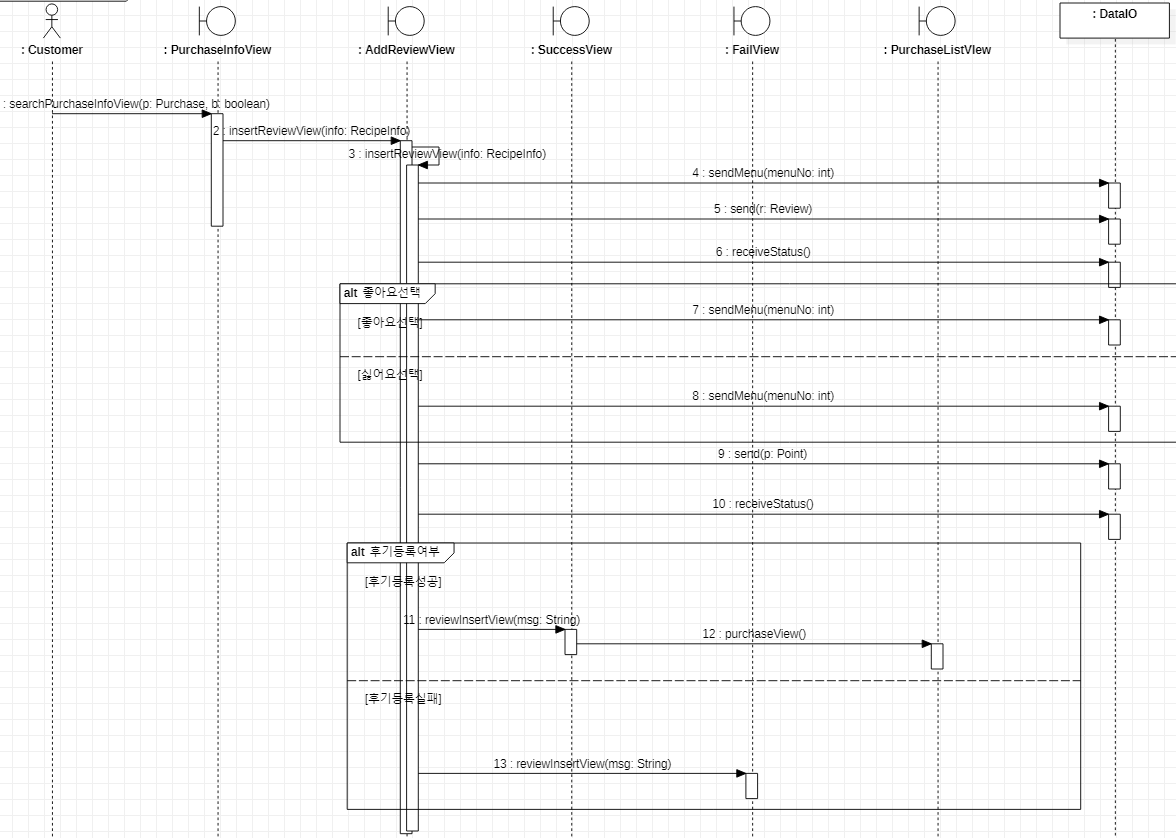 : Customer
: PurchaseInfoView
: AddReviewView
: SuccessView
: FailView
: PurchaseListVIew
: DataIO
: searchPurchaseInfoView(p: Purchase, b: boolean)
2 : insertReviewView(info: RecipeInfo)
3 : insertReviewView(info: RecipeInfo)
4 : sendMenu(menuNo: int)
5 : send(r: Review)
6 : receiveStatus()
alt 좋아요선택
7 : sendMenu(menuNo: int)
[좋아요선택]
[싫어요선택]
8 : sendMenu(menuNo: int)
9 : send(p: Point)
10 : receiveStatus()
alt 후기등록여부
[후기등록성공]
11 : reviewInsertView(msg: String)
12 : purchaseView()
[후기등록실패]
13 : reviewInsertView(msg: String)